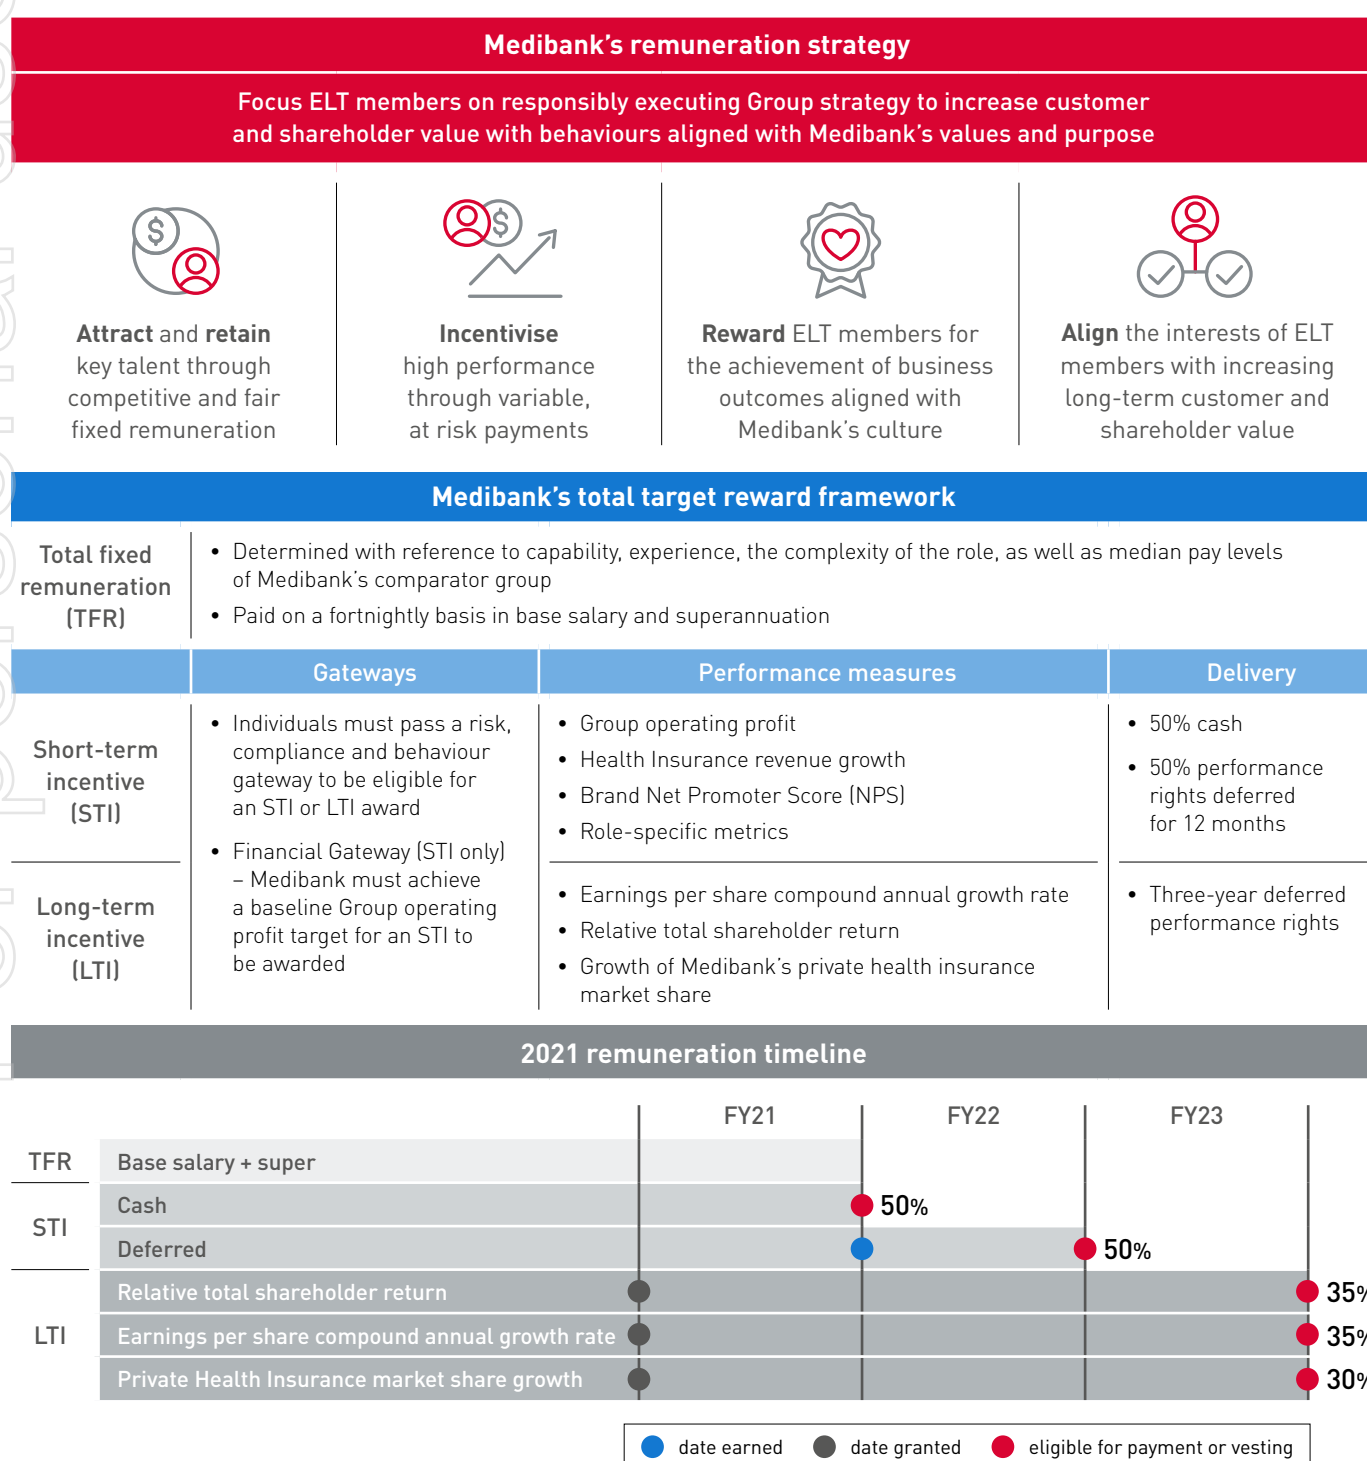 Medibank’s remuneration strategy
Focus ELT members on responsibly executing Group strategy to increase customer
and shareholder value with behaviours aligned with Medibank’s values and purpose
$
Attract and retain
key talent through
competitive and fair
fixed remuneration
$
Incentivise
high performance
through variable,
at risk payments
Reward ELT members for
the achievement of business
outcomes aligned with
Medibank’s culture
Align the interests of ELT
members with increasing
long-term customer and
shareholder value
Medibank’s total target reward framework
Total fixed
remuneration
(TFR)
• Determined with reference to capability, experience, the complexity of the role, as well as median pay levels
of Medibank’s comparator group
• Paid on a fortnightly basis in base salary and superannuation
Gateways
Performance measures
Delivery
Short-term
incentive
(STI)
• Individuals must pass a risk,
compliance and behaviour
gateway to be eligible for
an STI or LTI award
• Financial Gateway (STI only)
– Medibank must achieve
a baseline Group operating
profit target for an STI to
be awarded
• Group operating profit
• Health Insurance revenue growth
• Brand Net Promoter Score (NPS)
• Role-specific metrics
• 50% cash
• 50% performance
rights deferred
for 12 months
Long-term
incentive
(LTI)
• Earnings per share compound annual growth rate
• Relative total shareholder return
• Growth of Medibank’s private health insurance
market share
• Three-year deferred
performance rights
2021 remuneration timeline
FY21 FY22 FY23
TFR Base salary + super
STI
Cash 50%
Deferred 50%
LTI
Relative total shareholder return 35%
Earnings per share compound annual growth rate 35%
Private Health Insurance market share growth 30%
date earned date granted eligible for payment or vesting